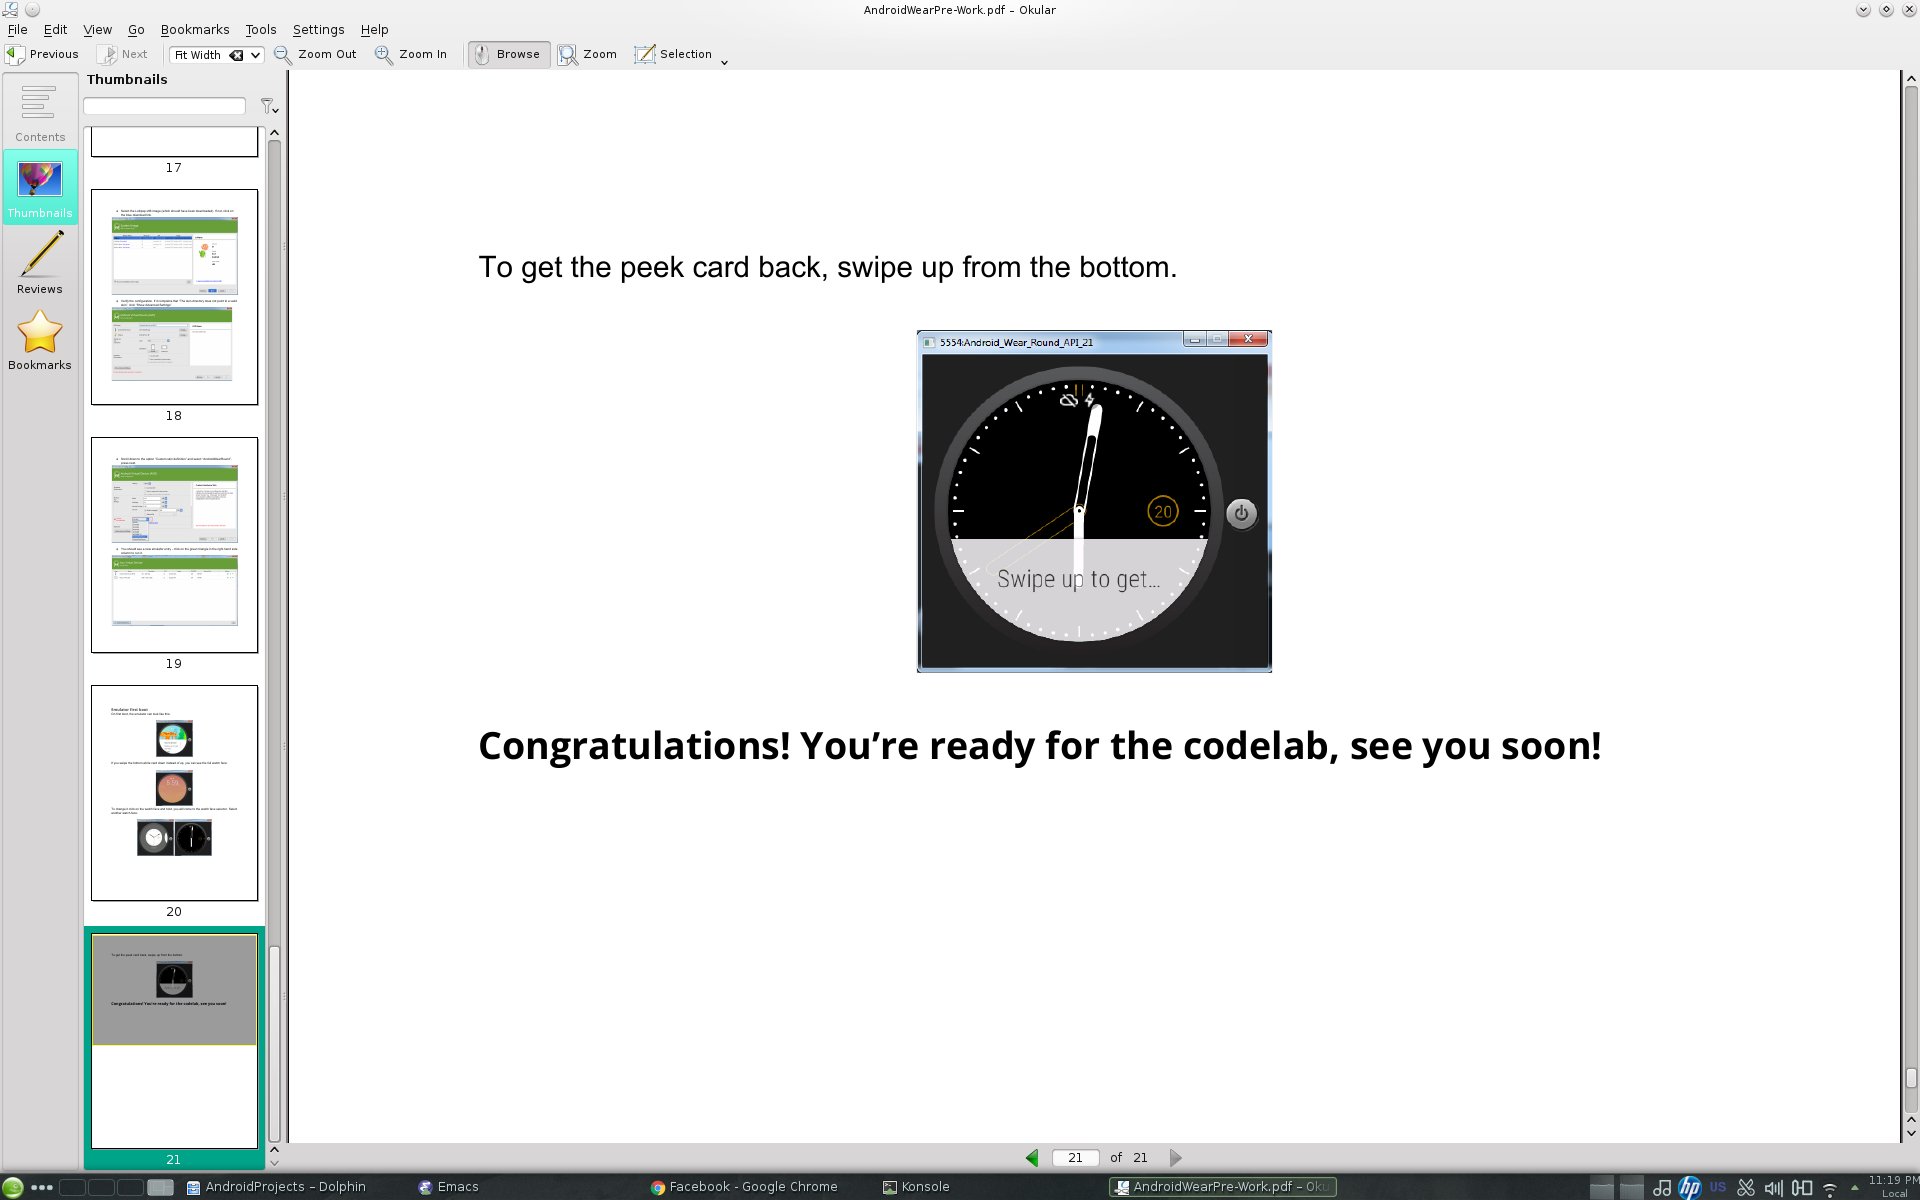 AndroidWearPre-Work.pdf – Okular
File Edit View Go Bookmarks Tools Settings Help
Previous Next Fit Width Zoom Out Zoom In Browse Zoom Selection
Thumbnails
Contents
Thumbnails
Reviews
Bookmarks
17
18
19
20
21
To get the peek card back, swipe up from the bottom.
5554:Android_Wear_Round_API_21
20
Swipe up to get...
Congratulations! You’re ready for the codelab, see you soon!
21 of 21
AndroidProjects – Dolphin Emacs Facebook - Google Chrome Konsole AndroidWearPre-Work.pdf – Oku
hp US 11:19 PM
Local